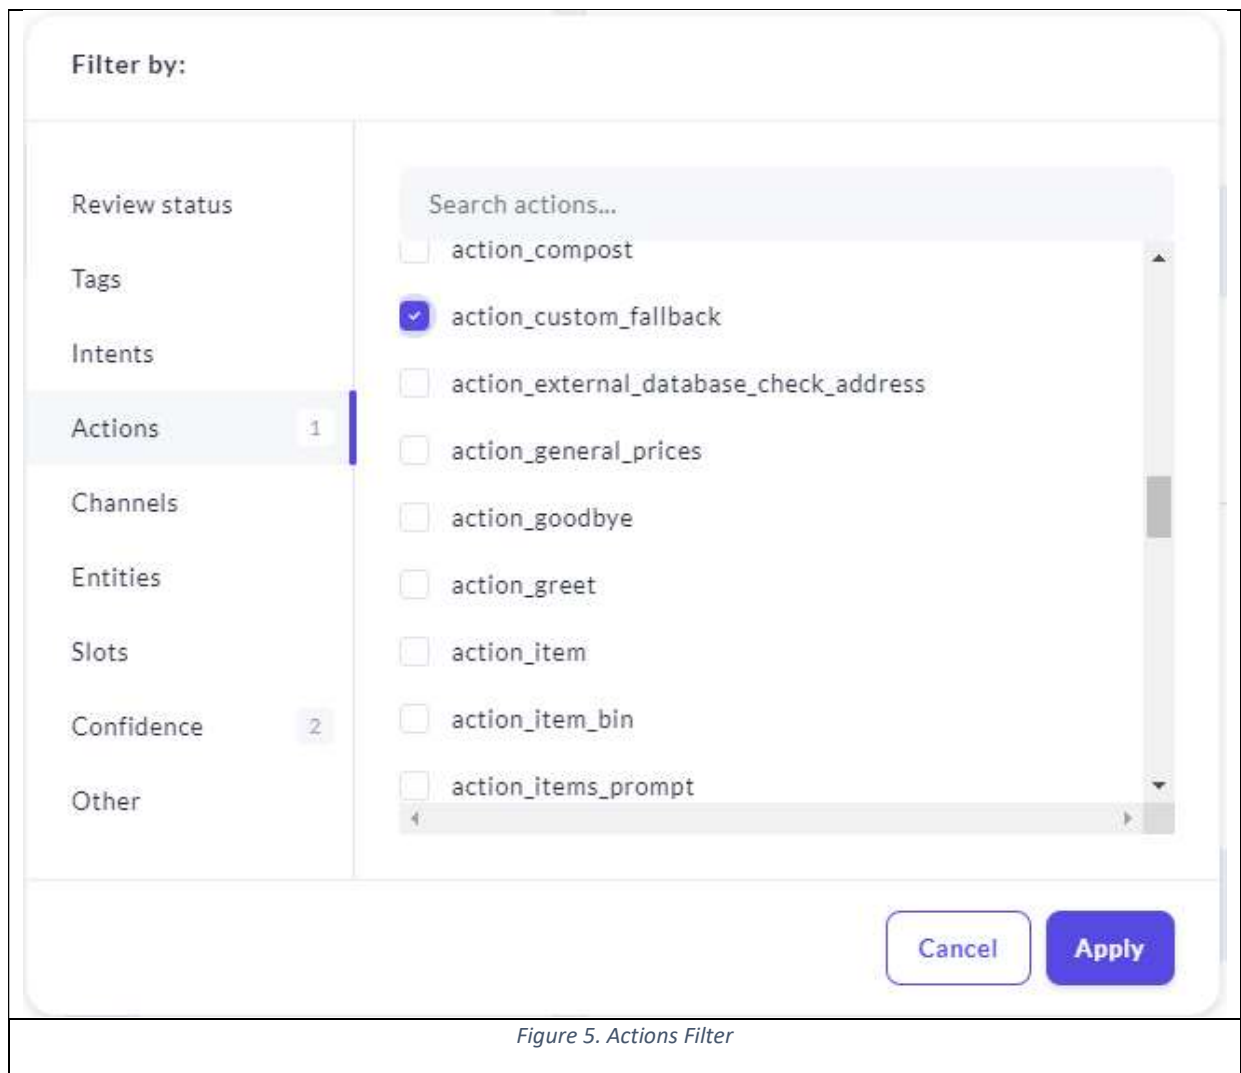 Filter by:
Review status
Tags
Intents
Actions 1
Channels
Entities
Slots
Confidence 2
Other
Search actions...
action_compost
action_custom_fallback
action_external_database_check_address
action_general_prices
action_goodbye
action_greet
action_item
action_item_bin
action_items_prompt
Cancel
Apply
Figure 5. Actions Filter